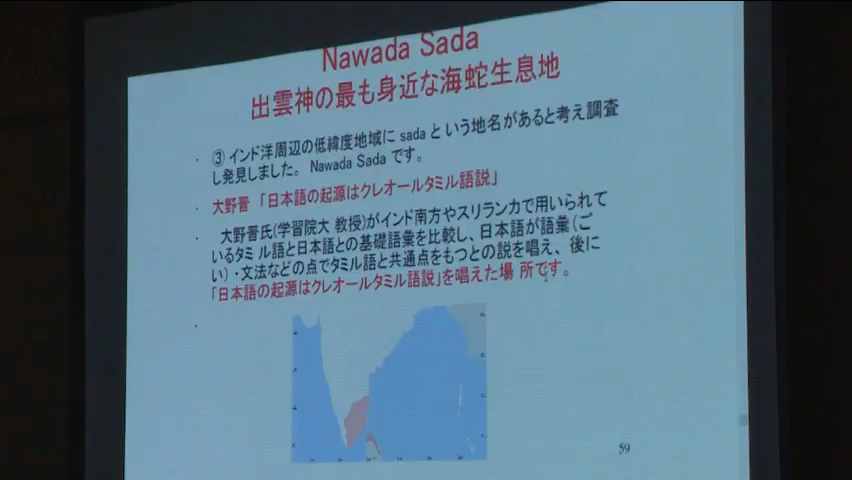 Nawada Sada
出雲神の最も身近な海蛇生息地
・ ③ インド洋周辺の低緯度地域に sada という地名があると考え調査
し発見しました。 Nawada Sada です。
・ 大野晋 「日本語の起源はクレオールタミル語説」
・ 大野晋氏(学習院大 教授)がインド南方やスリランカで用いられて
いるタミ ル語と日本語との基礎語彙を比較し、日本語が語彙(ご
い)・文法などの点でタミル語と共通点をもつとの説を唱え、後に
「日本語の起源はクレオールタミル語説」を唱えた場 所です。
・
59